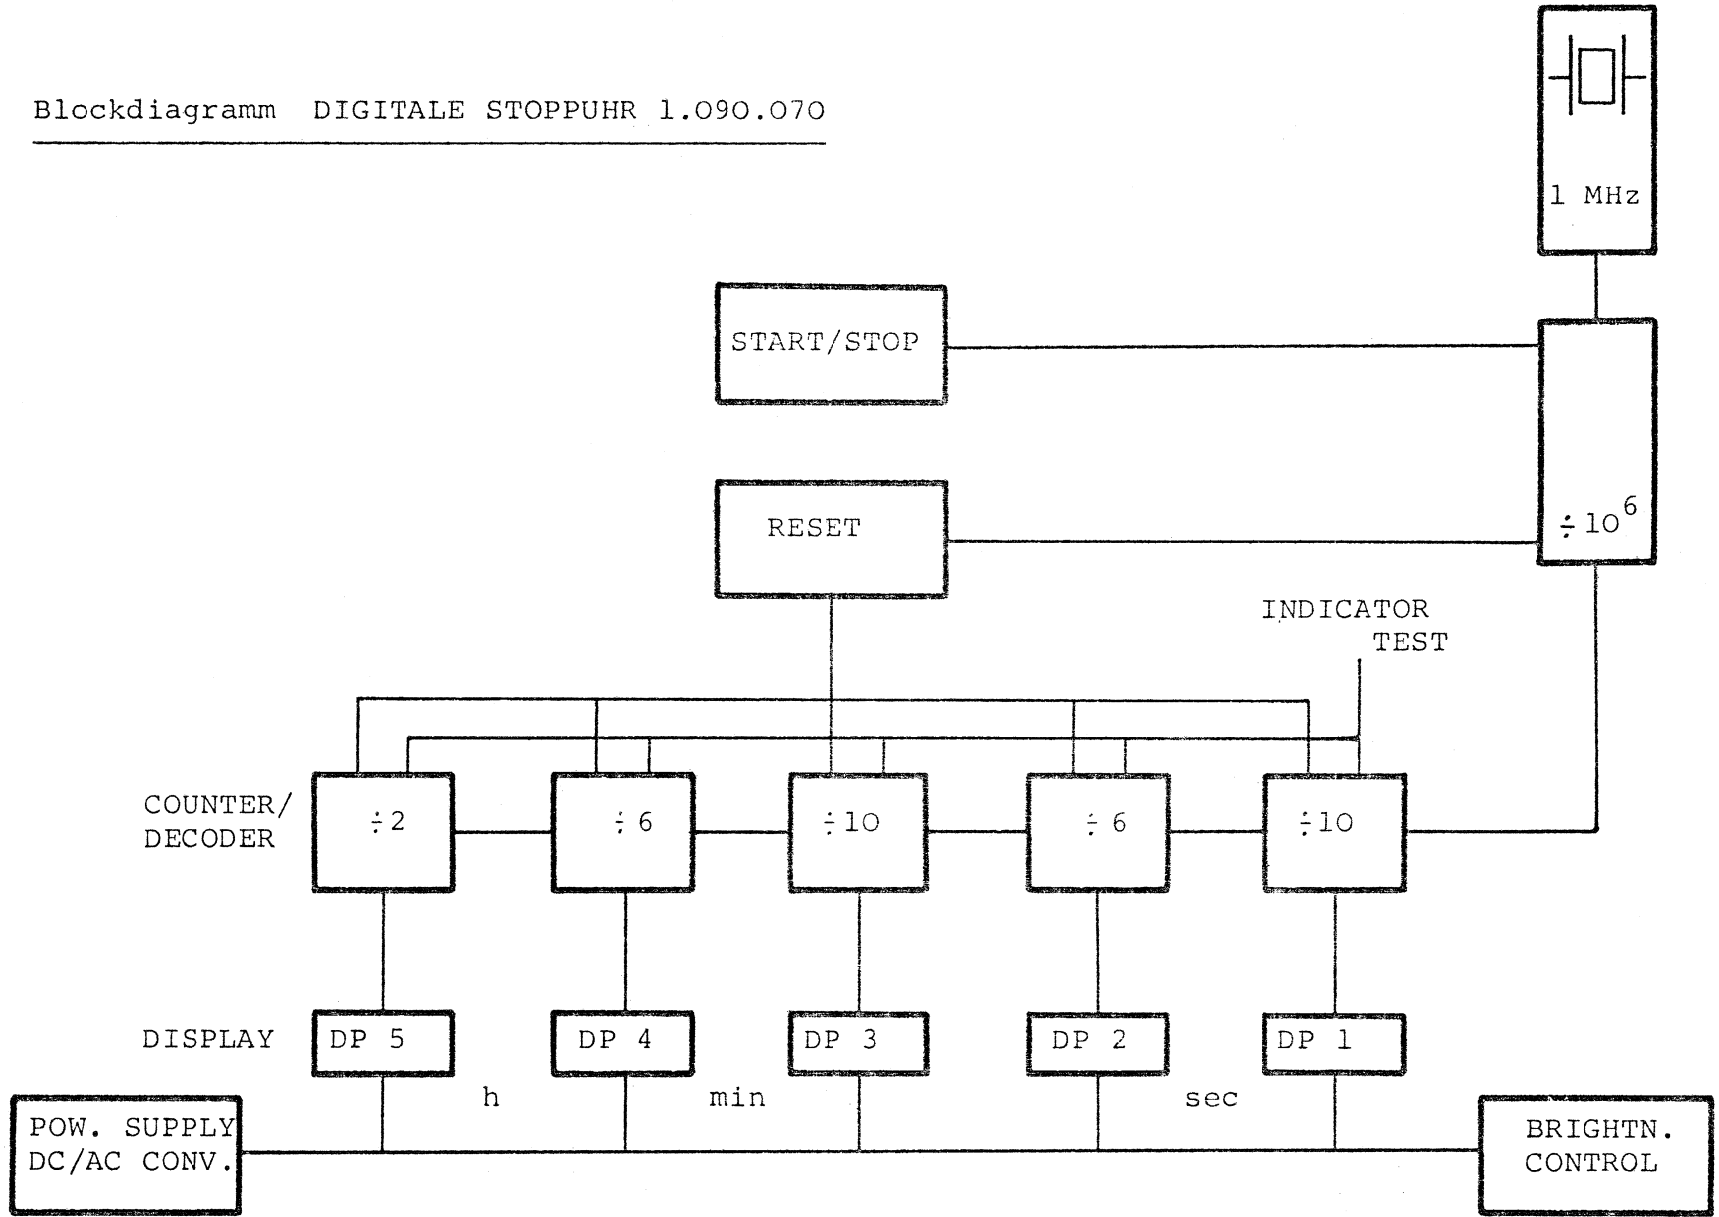 Blockdiagramm DIGITALE STOPPUHR 1.090.070
1 MHz
START/STOP
RESET
÷10⁶
INDICATOR
TEST
COUNTER/
DECODER
÷2
÷6
÷10
÷6
÷10
DISPLAY
DP 5
DP 4
DP 3
DP 2
DP 1
h
min
sec
POW. SUPPLY
DC/AC CONV.
BRIGHTN.
CONTROL